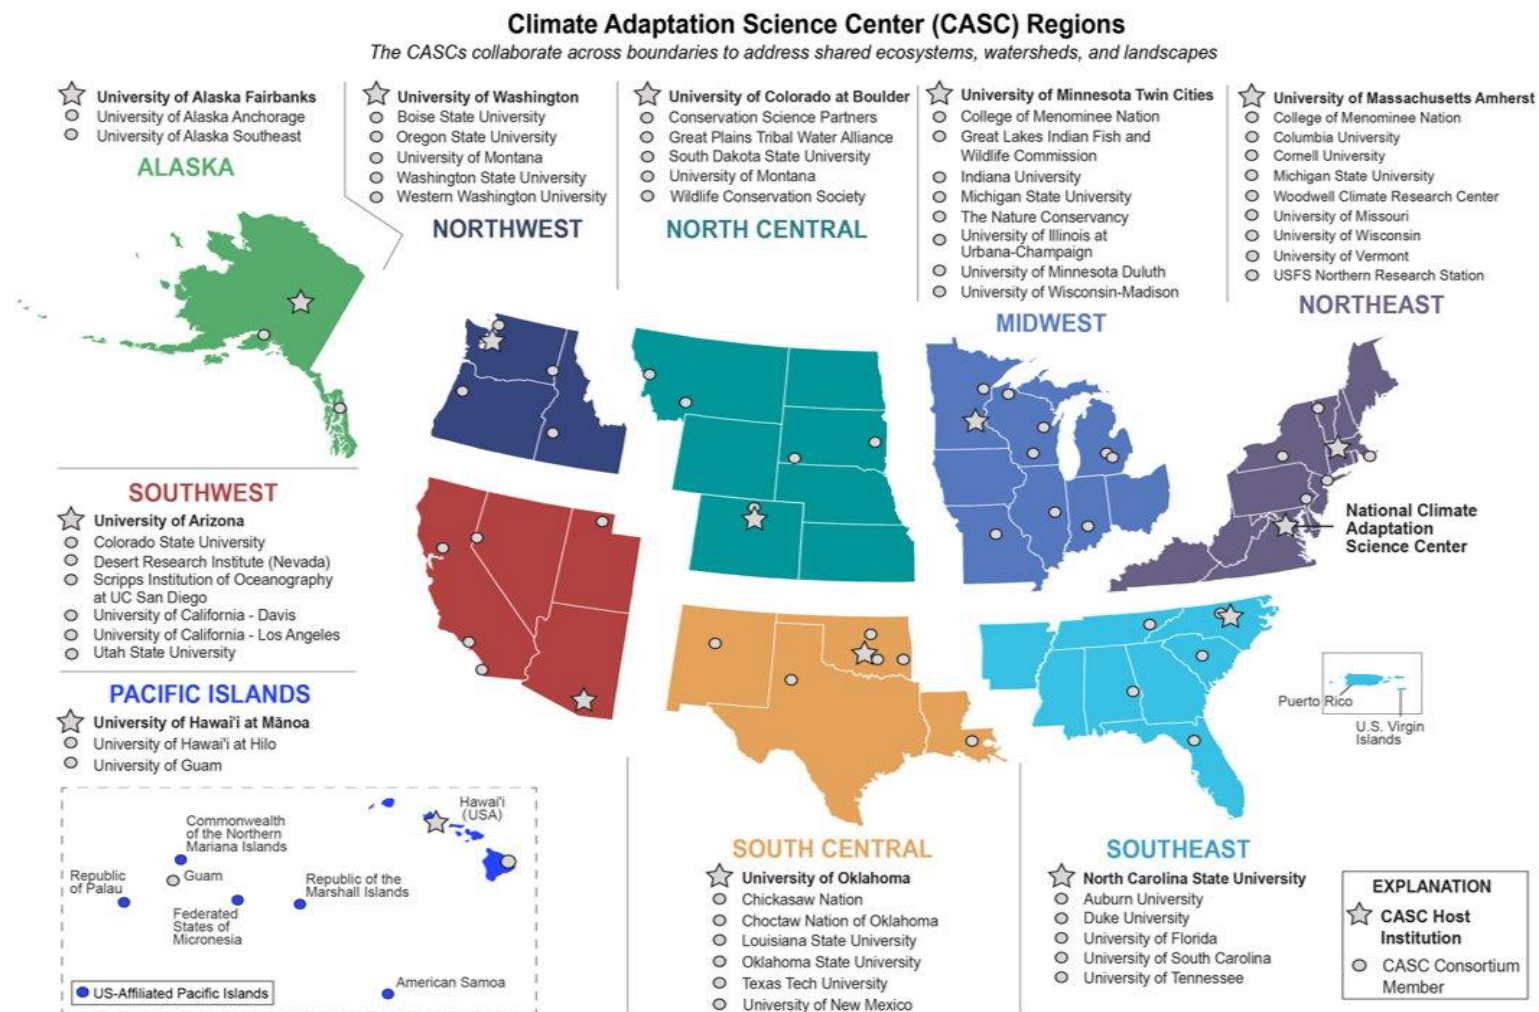 Climate Adaptation Science Center (CASC) Regions
The CASCs collaborate across boundaries to address shared ecosystems, watersheds, and landscapes
University of Alaska Fairbanks
University of Alaska Anchorage
University of Alaska Southeast
ALASKA
University of Washington
Boise State University
Oregon State University
University of Montana
Washington State University
Western Washington University
NORTHWEST
University of Colorado at Boulder
Conservation Science Partners
Great Plains Tribal Water Alliance
South Dakota State University
University of Montana
Wildlife Conservation Society
NORTH CENTRAL
University of Minnesota Twin Cities
College of Menominee Nation
Great Lakes Indian Fish and
Wildlife Commission
Indiana University
Michigan State University
The Nature Conservancy
University of Illinois at
Urbana-Champaign
University of Minnesota Duluth
University of Wisconsin-Madison
MIDWEST
University of Massachusetts Amherst
College of Menominee Nation
Columbia University
Cornell University
Michigan State University
Woodwell Climate Research Center
University of Missouri
University of Wisconsin
University of Vermont
USFS Northern Research Station
NORTHEAST
National Climate
Adaptation
Science Center
SOUTHWEST
University of Arizona
Colorado State University
Desert Research Institute (Nevada)
Scripps Institution of Oceanography
at UC San Diego
University of California - Davis
University of California - Los Angeles
Utah State University
PACIFIC ISLANDS
University of Hawai'i at Mānoa
University of Hawai'i at Hilo
University of Guam
Hawai'i
(USA)
Commonwealth
of the Northern
Mariana Islands
Republic
of Palau
Guam
Republic of the
Marshall Islands
Federated
States of
Micronesia
American Samoa
US-Affiliated Pacific Islands
Puerto Rico
U.S. Virgin
Islands
SOUTH CENTRAL
University of Oklahoma
Chickasaw Nation
Choctaw Nation of Oklahoma
Louisiana State University
Oklahoma State University
Texas Tech University
University of New Mexico
SOUTHEAST
North Carolina State University
Auburn University
Duke University
University of Florida
University of South Carolina
University of Tennessee
EXPLANATION
CASC Host
Institution
CASC Consortium
Member